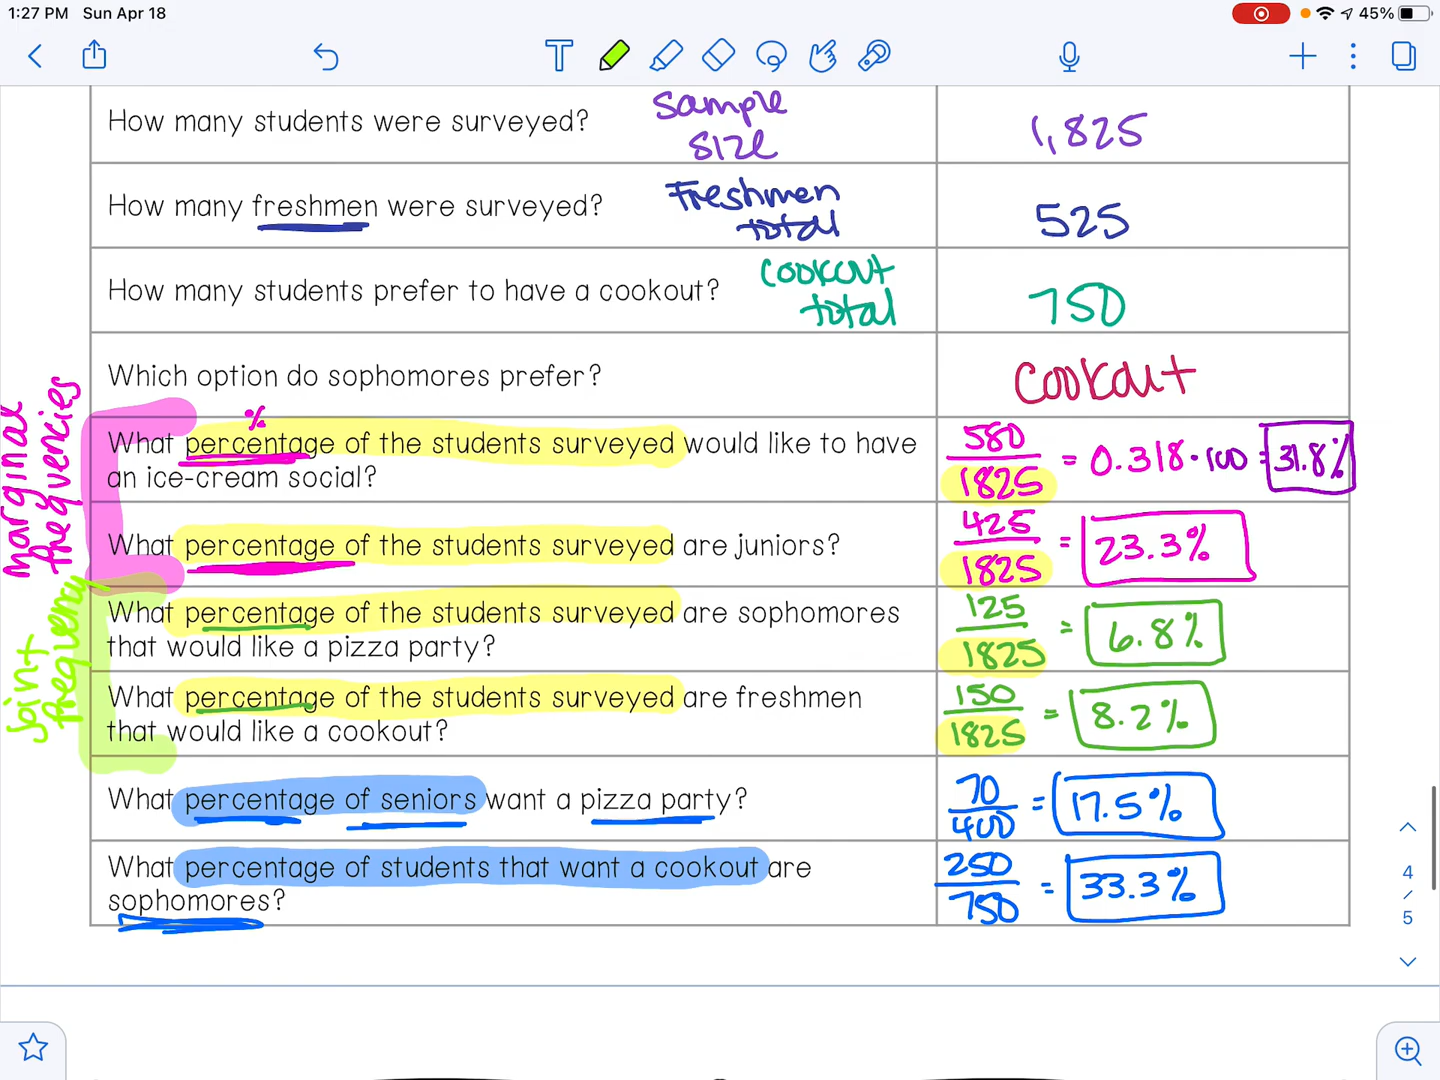 1:27 PM Sun Apr 18
45%
T
How many students were surveyed?
sample
size
1,825
How many freshmen were surveyed?
Freshmen
total
525
How many students prefer to have a cookout?
cookout
total
750
Which option do sophomores prefer?
cookout
marginal
frequencies
%
What percentage of the students surveyed would like to have
an ice-cream social?
580
1825
= 0.318 · 100 = 31.8%
What percentage of the students surveyed are juniors?
425
1825
= 23.3%
joint
frequency
What percentage of the students surveyed are sophomores
that would like a pizza party?
125
1825
= 6.8%
What percentage of the students surveyed are freshmen
that would like a cookout?
150
1825
= 8.2%
What percentage of seniors want a pizza party?
70
400
= 17.5%
What percentage of students that want a cookout are
sophomores?
250
750
= 33.3%
4
/
5